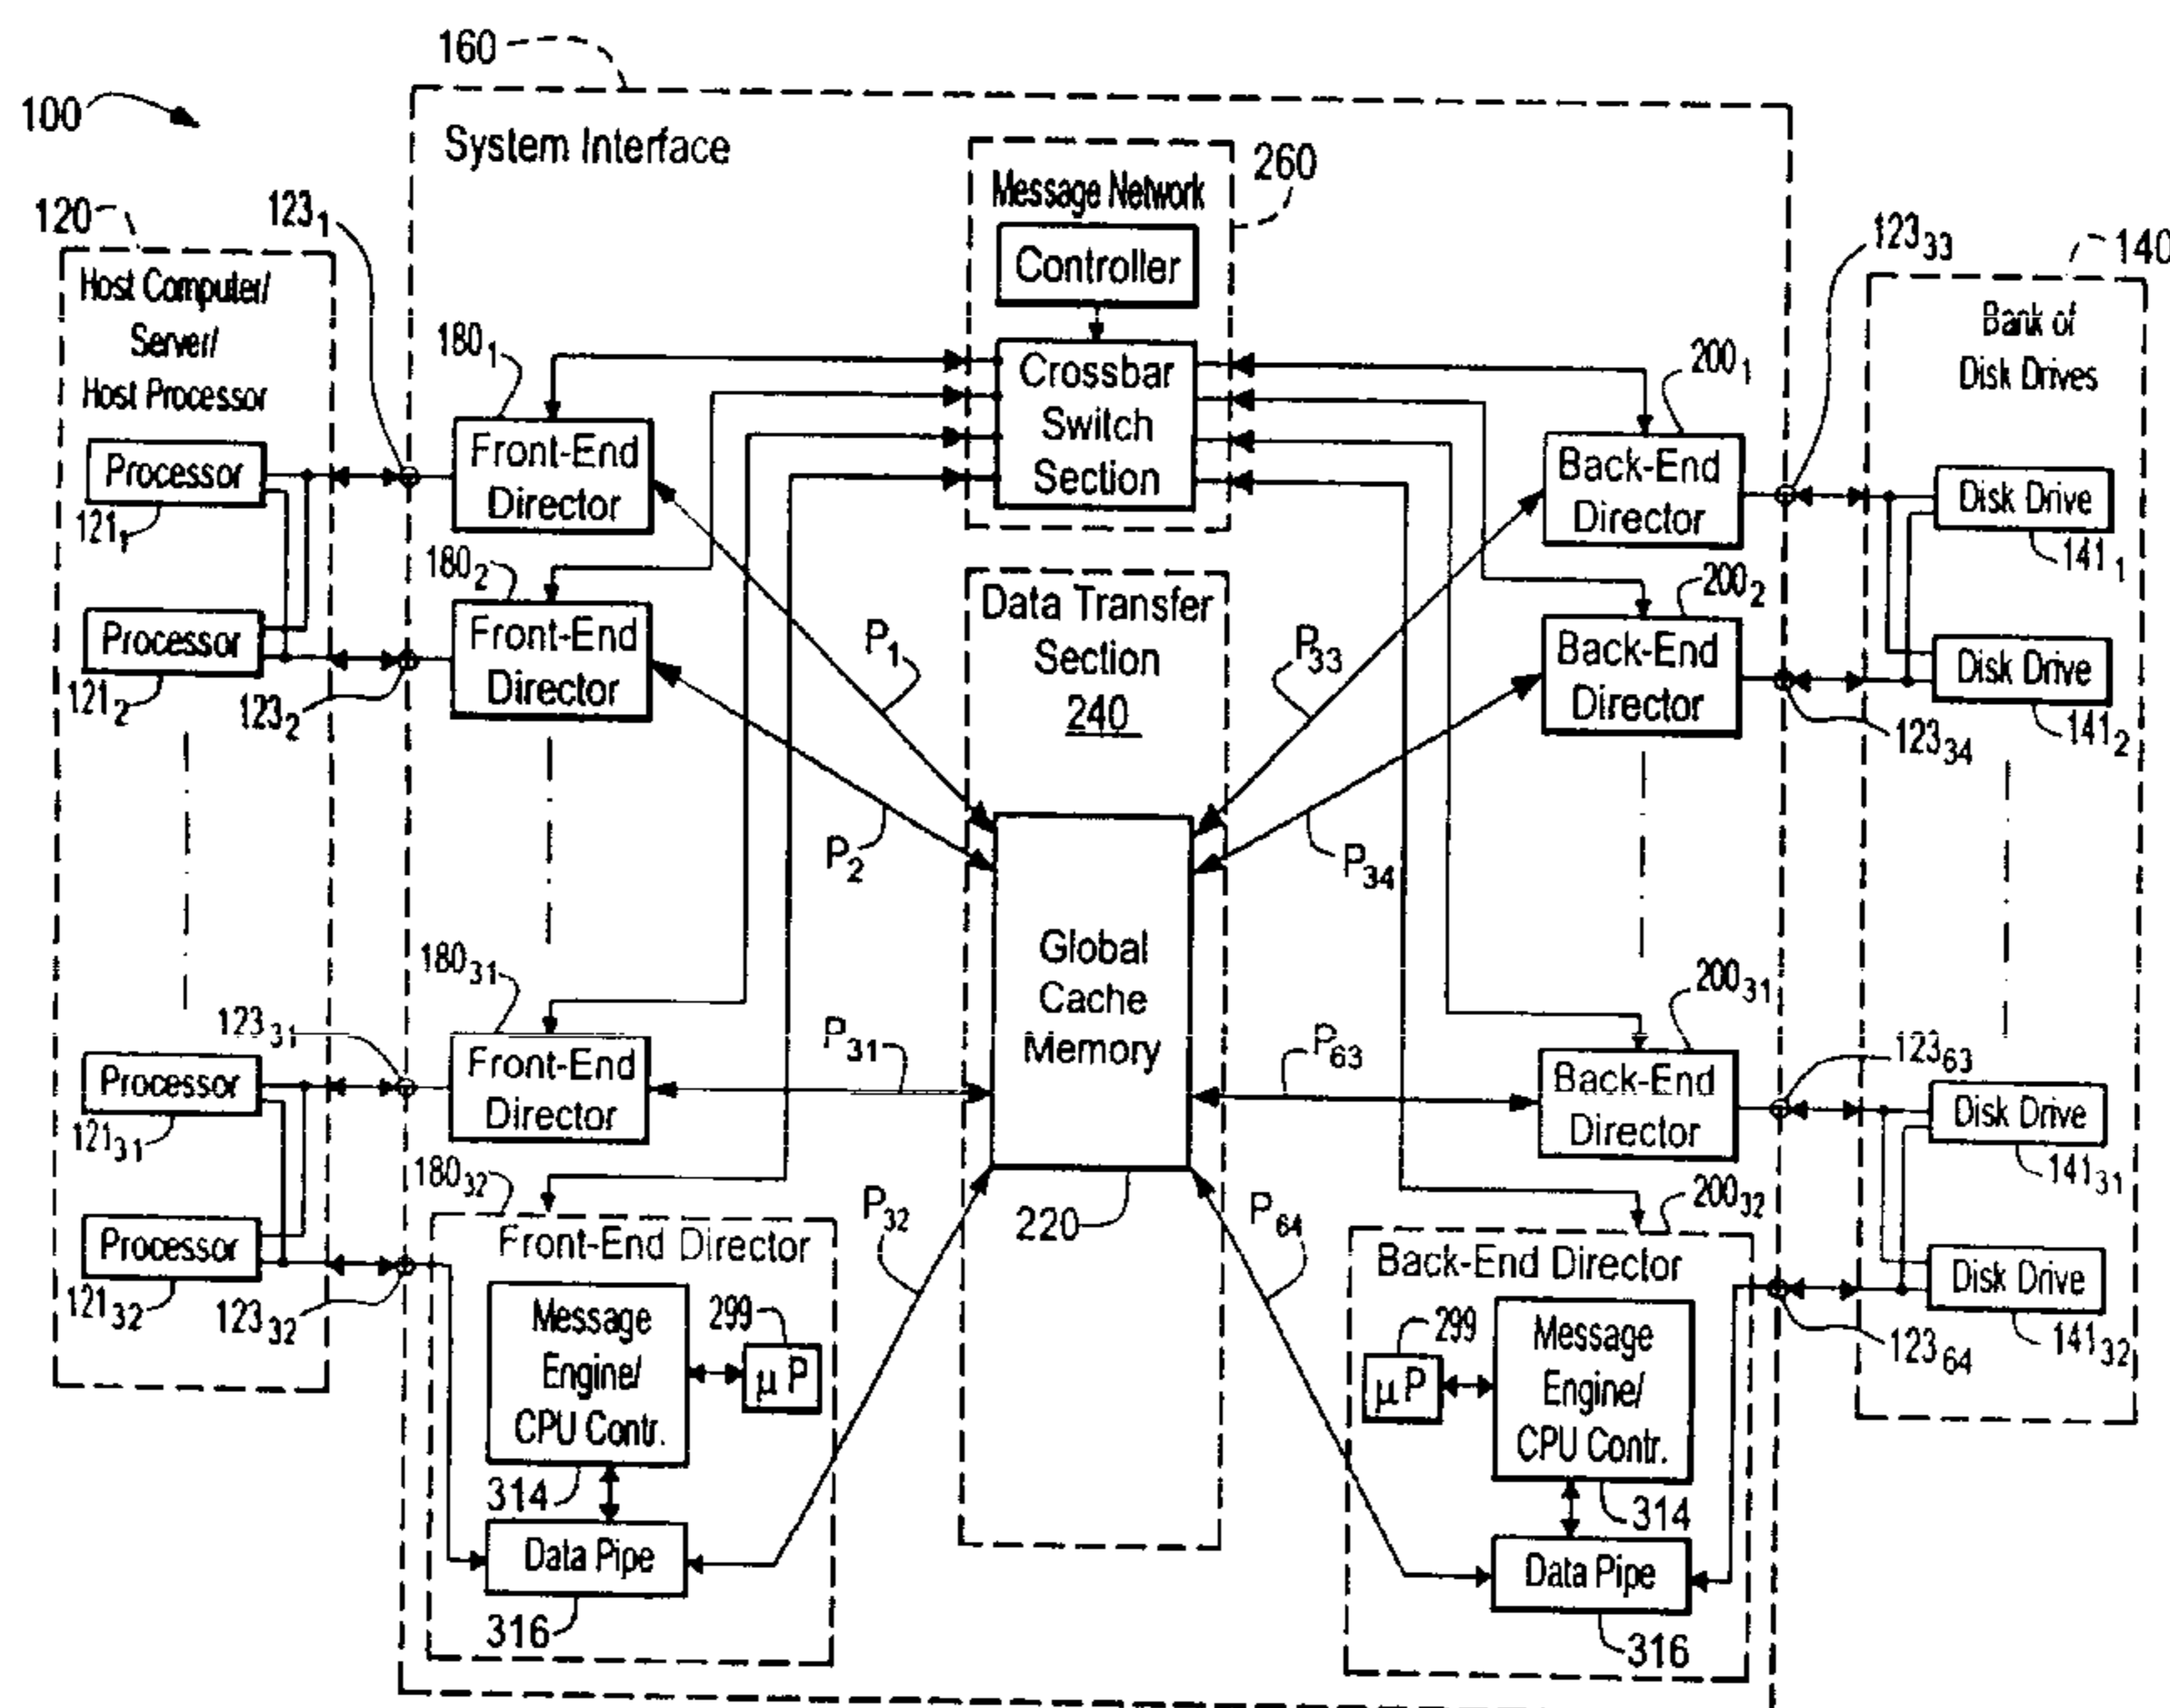 160
100
System Interface
260
Message Network
Controller
Crossbar
Switch
Section
120
Host Computer/
Server/
Host Processor
123₁
180₁
Front-End
Director
Processor
121₁
180₂
Front-End
Director
Processor
121₂
123₂
P₁
P₂
Data Transfer
Section
240
Global
Cache
Memory
220
P₃₃
P₃₄
200₁
Back-End
Director
200₂
Back-End
Director
123₃₃
123₃₄
140
Bank of
Disk Drives
Disk Drive
141₁
Disk Drive
141₂
123₃₁
180₃₁
Front-End
Director
Processor
121₃₁
P₃₁
P₆₃
200₃₁
Back-End
Director
123₆₃
Disk Drive
141₃₁
Processor
121₃₂
123₃₂
180₃₂
Front-End Director
Message
Engine/
CPU Contr.
299
µP
314
Data Pipe
316
P₃₂
P₆₄
200₃₂
Back-End Director
299
µP
Message
Engine/
CPU Contr.
314
Data Pipe
316
123₆₄
Disk Drive
141₃₂